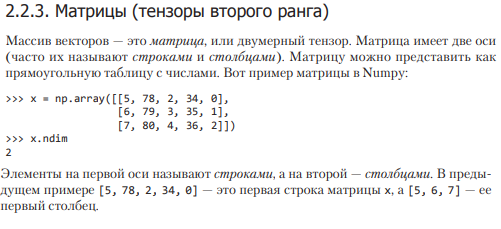 2.2.3. Матрицы (тензоры второго ранга)
Массив векторов — это матрица, или двумерный тензор. Матрица имеет две оси
(часто их называют строками и столбцами). Матрицу можно представить как
прямоугольную таблицу с числами. Вот пример матрицы в Numpy:
>>> x = np.array([[5, 78, 2, 34, 0],
[6, 79, 3, 35, 1],
[7, 80, 4, 36, 2]])
>>> x.ndim
2
Элементы на первой оси называют строками, а на второй — столбцами. В преды-
дущем примере [5, 78, 2, 34, 0] — это первая строка матрицы x, а [5, 6, 7] — ее
первый столбец.